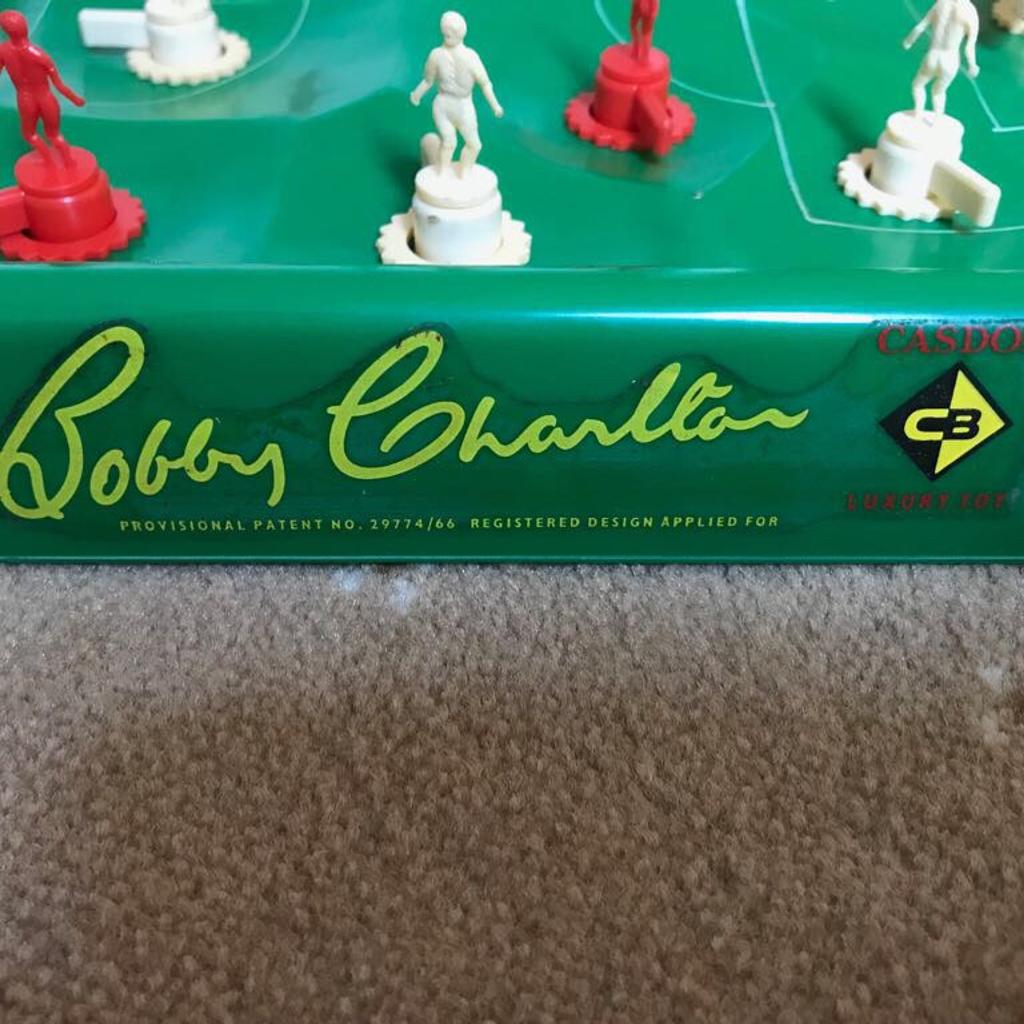 Bobby Charlton
PROVISIONAL PATENT NO. 29774/66 REGISTERED DESIGN APPLIED FOR
CASDO
CB
LUXURY TOY